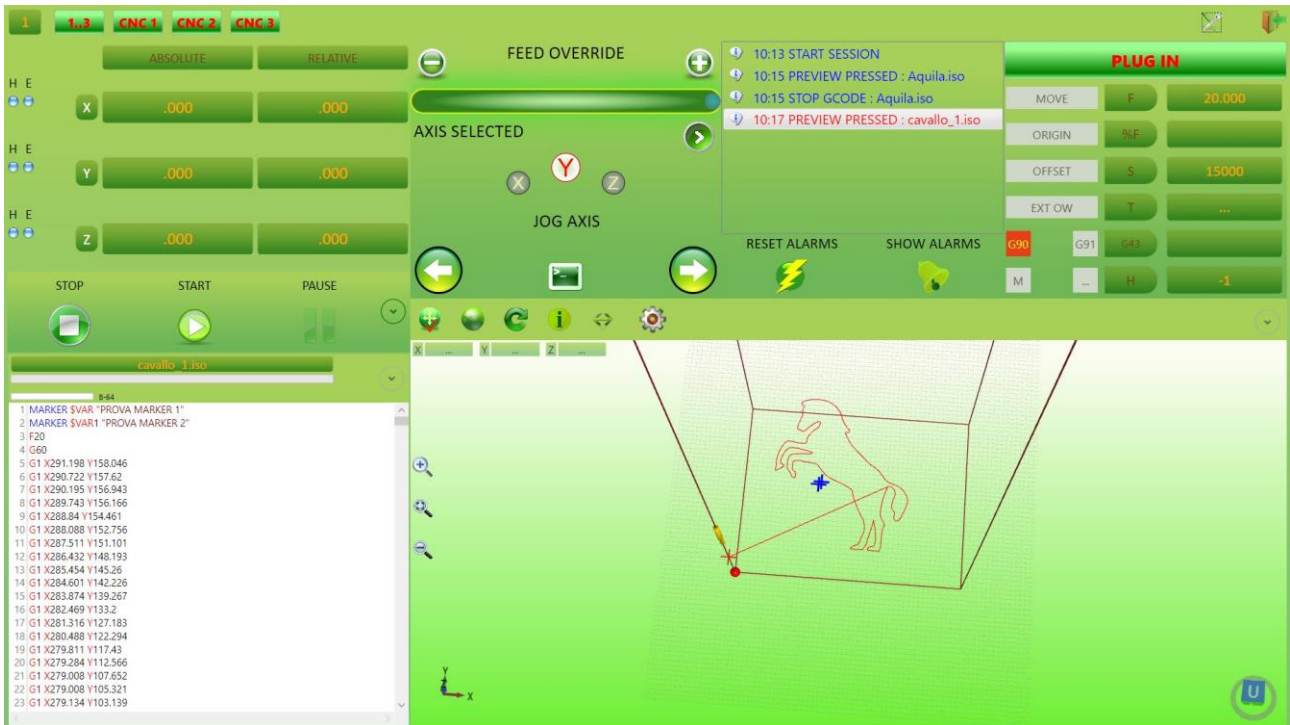 1 1..3 CNC 1 CNC 2 CNC 3
ABSOLUTE RELATIVE
H E
X .000 .000
H E
Y .000 .000
H E
Z .000 .000
STOP START PAUSE
cavallo_1.iso
B-64
1 MARKER $VAR "PROVA MARKER 1"
2 MARKER $VAR1 "PROVA MARKER 2"
3 F20
4 G60
5 G1 X291.198 Y158.046
6 G1 X290.722 Y157.62
7 G1 X290.195 Y156.943
8 G1 X289.743 Y156.166
9 G1 X288.84 Y154.461
10 G1 X288.088 Y152.756
11 G1 X287.511 Y151.101
12 G1 X286.432 Y148.193
13 G1 X285.454 Y145.26
14 G1 X284.601 Y142.226
15 G1 X283.874 Y139.267
16 G1 X282.469 Y133.2
17 G1 X281.316 Y127.183
18 G1 X280.488 Y122.294
19 G1 X279.811 Y117.43
20 G1 X279.284 Y112.566
21 G1 X279.008 Y107.652
22 G1 X279.008 Y105.321
23 G1 X279.134 Y103.139
FEED OVERRIDE
AXIS SELECTED
X Y Z
JOG AXIS
10:13 START SESSION
10:15 PREVIEW PRESSED : Aquila.iso
10:15 STOP GCODE : Aquila.iso
10:17 PREVIEW PRESSED : cavallo_1.iso
RESET ALARMS SHOW ALARMS
PLUG IN
MOVE F 20.000
ORIGIN %F
OFFSET S 15000
EXT OW T ...
G90 G91 G43
M ... H -1
X ... Y ... Z ...
Y
Z
X
U